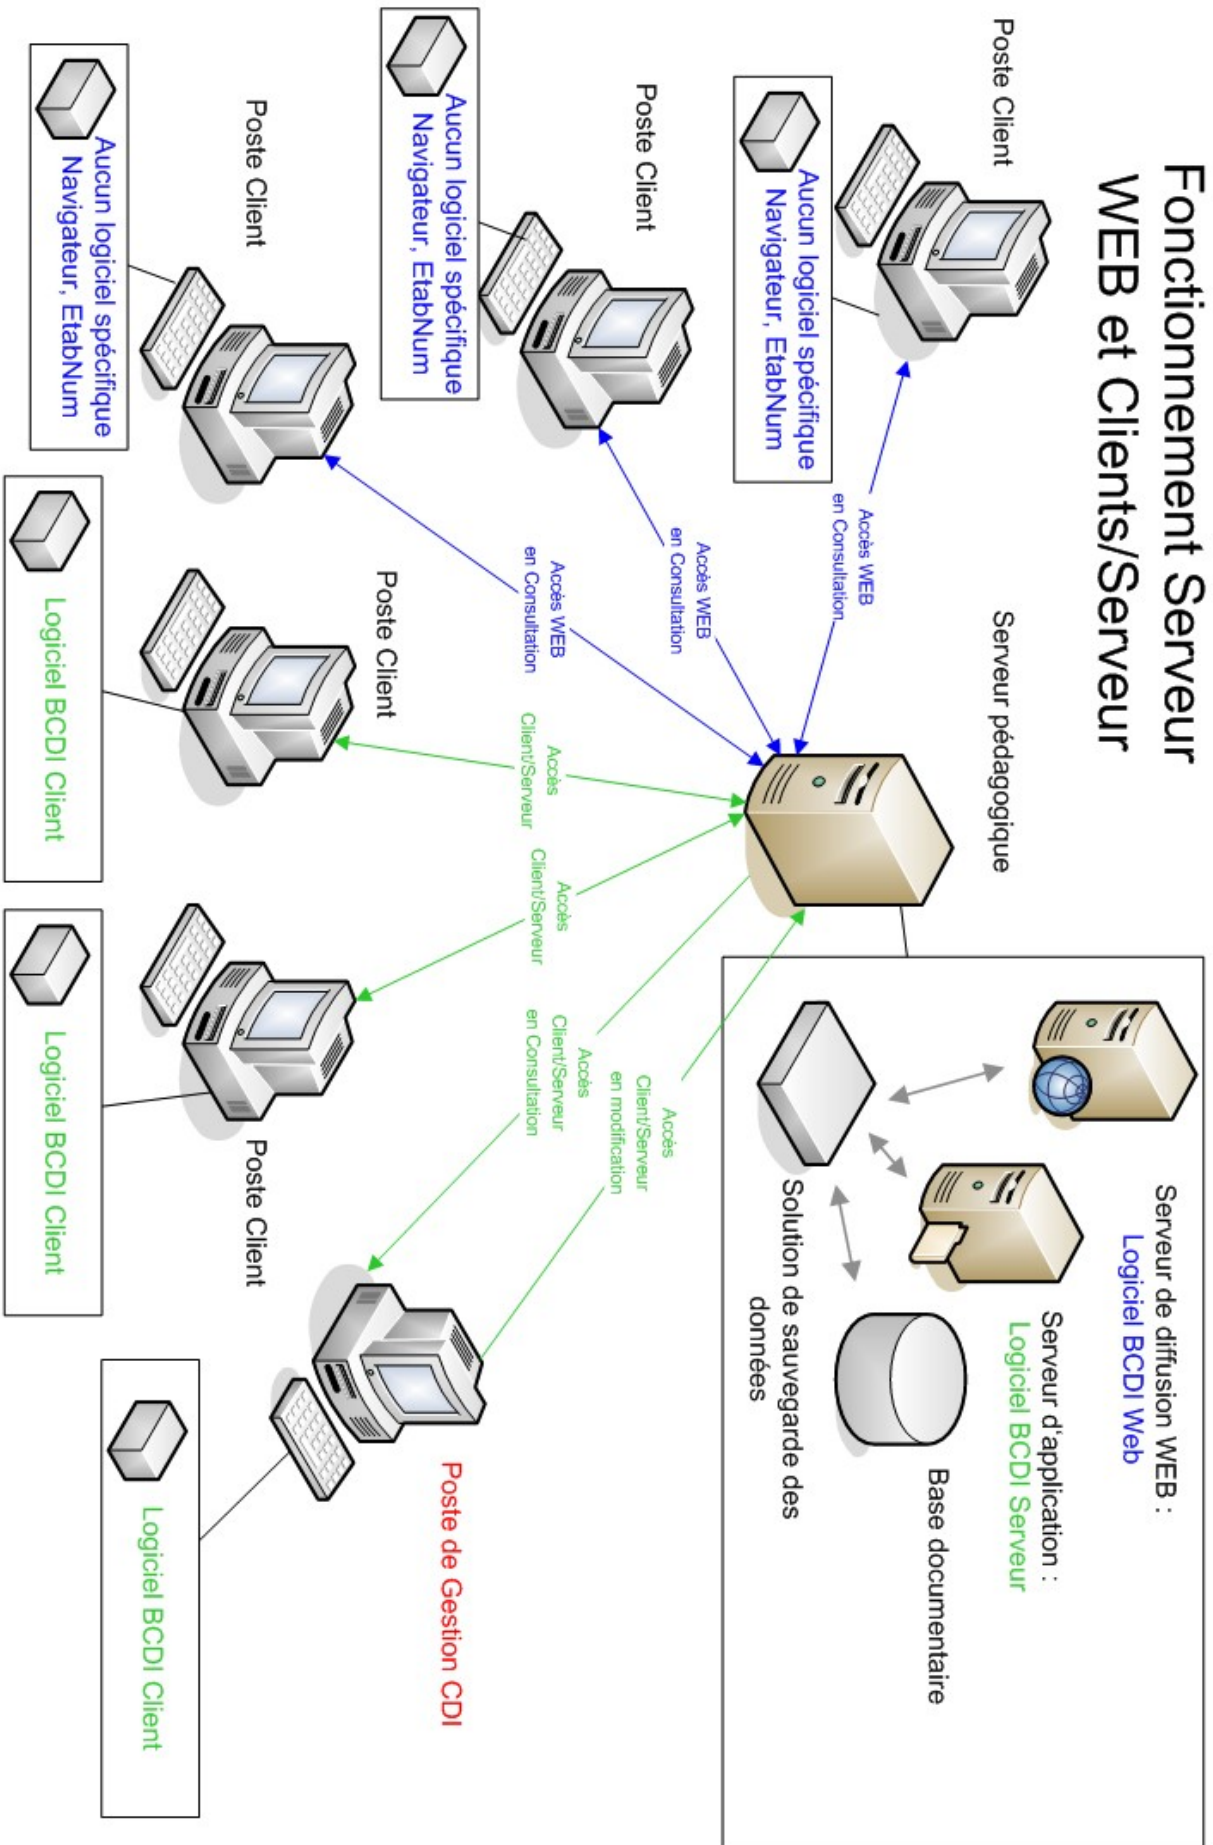 Fonctionnement Serveur
WEB et Clients/Serveur
Poste Client
Aucun logiciel spécifique
Navigateur, EtabNum
Accès WEB
en Consultation
Serveur pédagogique
Serveur de diffusion WEB :
Logiciel BCDI Web
Serveur d'application :
Logiciel BCDI Serveur
Base documentaire
Solution de sauvegarde des
données
Poste Client
Aucun logiciel spécifique
Navigateur, EtabNum
Accès WEB
en Consultation
Poste Client
Aucun logiciel spécifique
Navigateur, EtabNum
Accès WEB
en Consultation
Poste Client
Accès
Client/Serveur
Logiciel BCDI Client
Accès
Client/Serveur
Poste Client
Logiciel BCDI Client
Accès
Client/Serveur
en Consultation
Accès
Client/Serveur
en modification
Poste de Gestion CDI
Logiciel BCDI Client